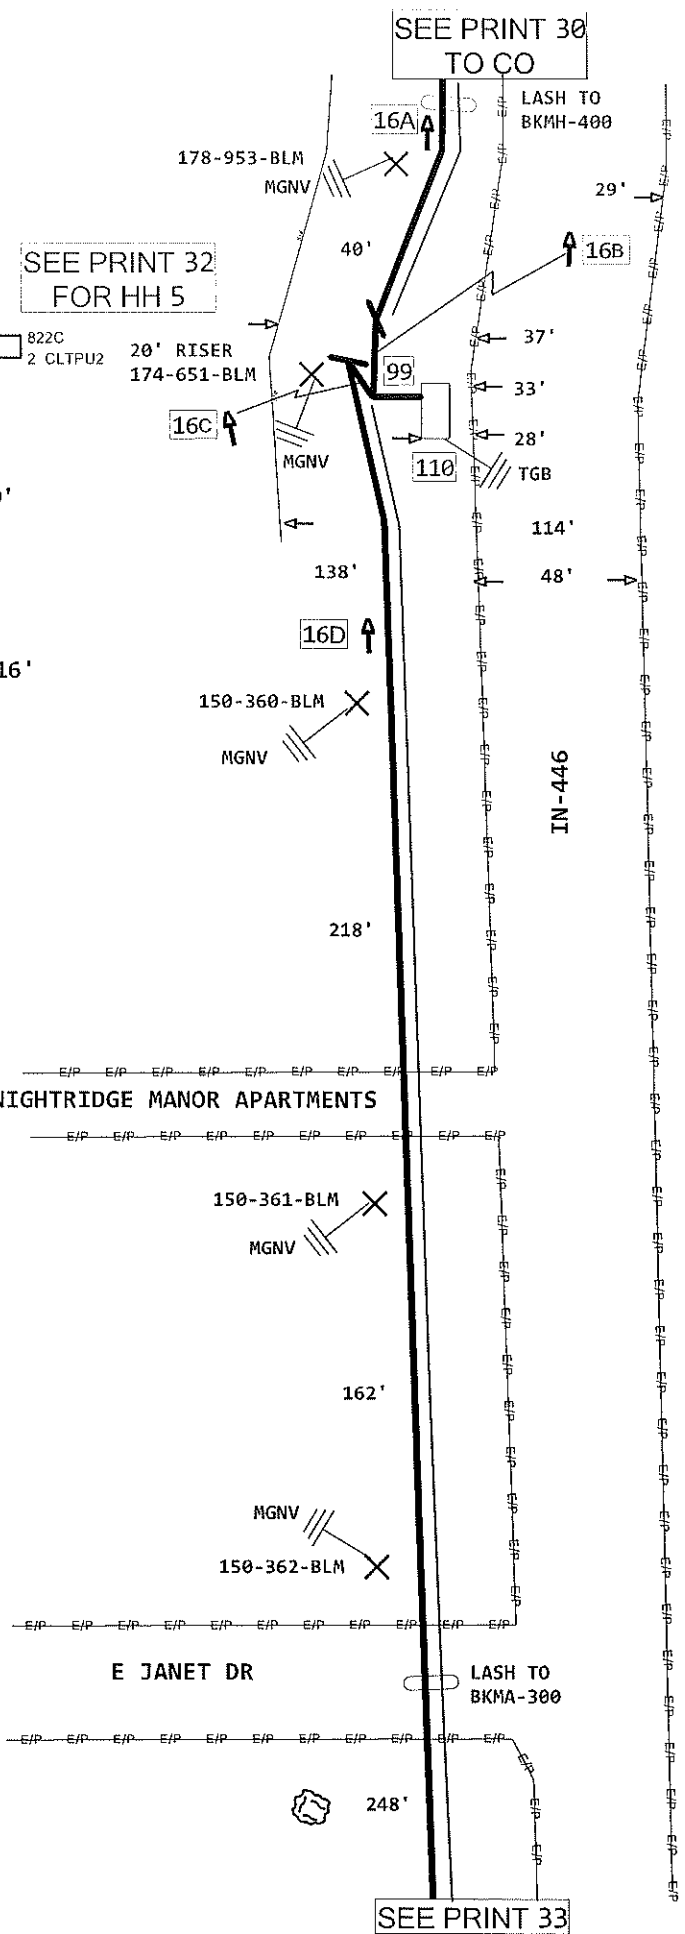 SEE PRINT 30
TO CO
LASH TO
BKMH-400
16A
178-953-BLM
MGNV
29'
40'
16B
SEE PRINT 32
FOR HH 5
822C
2 CLTPU2
37'
20' RISER
174-651-BLM
99
33'
16C
28'
MGNV
110
TGB
114'
138'
48'
16D
16'
150-360-BLM
MGNV
IN-446
218'
E/P E/P E/P E/P E/P E/P E/P
NIGHTRIDGE MANOR APARTMENTS
E/P E/P E/P E/P E/P E/P
150-361-BLM
MGNV
162'
MGNV
150-362-BLM
E/P E/P E/P E/P E/P E/P E/P
E JANET DR
LASH TO
BKMA-300
E/P E/P E/P E/P E/P E/P E/P
248'
SEE PRINT 33